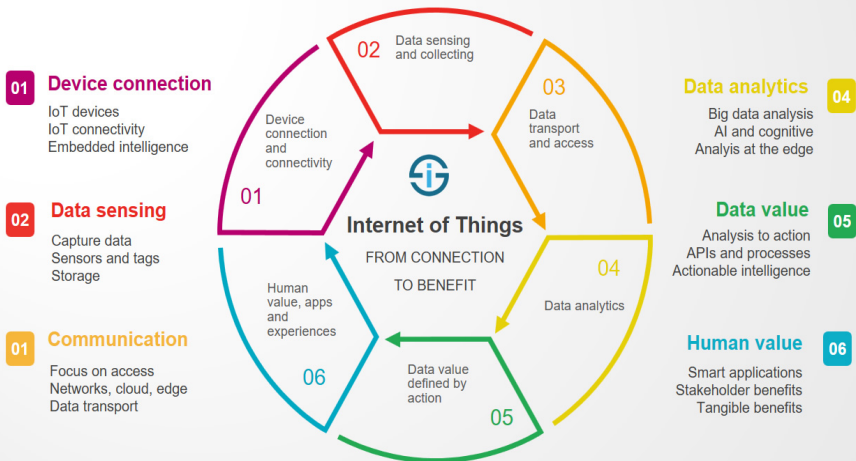 01 Device connection
IoT devices
IoT connectivity
Embedded intelligence
02 Data sensing
Capture data
Sensors and tags
Storage
01 Communication
Focus on access
Networks, cloud, edge
Data transport
01
Device
connection
and
connectivity
02
Data sensing
and collecting
03
Data
transport
and access
04
Data analytics
05
Data value
defined by
action
06
Human
value, apps
and
experiences
Si
Internet of Things
FROM CONNECTION
TO BENEFIT
Data analytics 04
Big data analysis
AI and cognitive
Analyis at the edge
Data value 05
Analysis to action
APIs and processes
Actionable intelligence
Human value 06
Smart applications
Stakeholder benefits
Tangible benefits